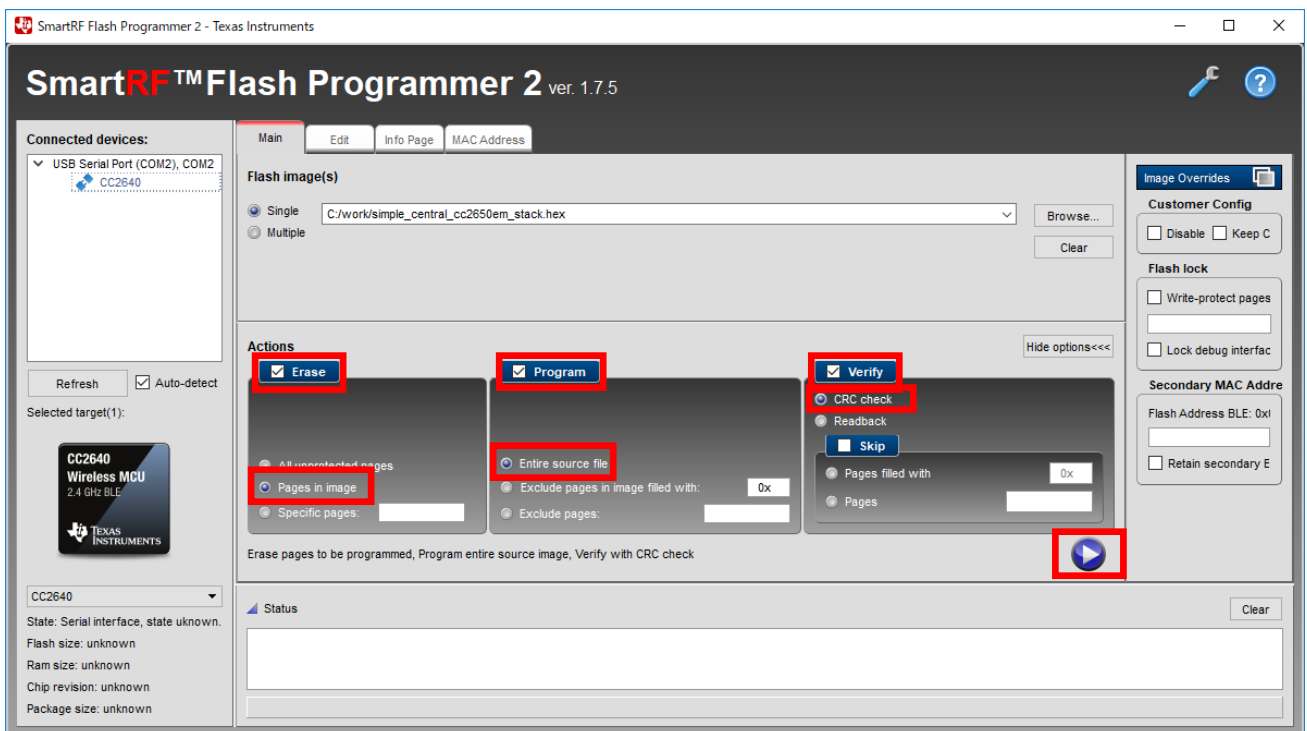 SmartRF Flash Programmer 2 - Texas Instruments
SmartRF™Flash Programmer 2 ver. 1.7.5
Connected devices:
USB Serial Port (COM2), COM2
CC2640
Refresh
Auto-detect
Selected target(1):
CC2640
Wireless MCU
2.4 GHz BLE
TEXAS
INSTRUMENTS
CC2640
State: Serial interface, state uknown.
Flash size: unknown
Ram size: unknown
Chip revision: unknown
Package size: unknown
Main
Edit
Info Page
MAC Address
Flash image(s)
Single
C:/work/simple_central_cc2650em_stack.hex
Browse...
Multiple
Clear
Actions
Hide options<<<
Erase
All unprotected pages
Pages in image
Specific pages:
Program
Entire source file
Exclude pages in image filled with:
0x
Exclude pages:
Verify
CRC check
Readback
Skip
Pages filled with
0x
Pages
Erase pages to be programmed, Program entire source image, Verify with CRC check
Status
Clear
Image Overrides
Customer Config
Disable
Keep C
Flash lock
Write-protect pages
Lock debug interfac
Secondary MAC Addre
Flash Address BLE: 0x
Retain secondary E